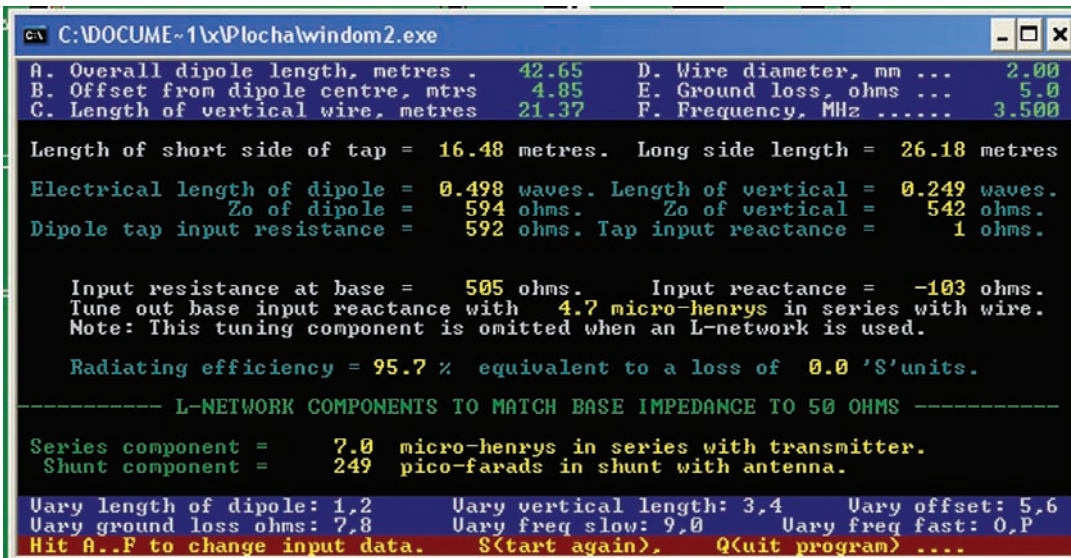 C:\DOCUME~1\x\Plocha\windom2.exe
A. Overall dipole length, metres . 42.65 D. Wire diameter, mm ... 2.00
B. Offset from dipole centre, mtrs 4.85 E. Ground loss, ohms ... 5.0
C. Length of vertical wire, metres 21.37 F. Frequency, MHz ...... 3.500
Length of short side of tap = 16.48 metres. Long side length = 26.18 metres
Electrical length of dipole = 0.498 waves. Length of vertical = 0.249 waves.
Zo of dipole = 594 ohms. Zo of vertical = 542 ohms.
Dipole tap input resistance = 592 ohms. Tap input reactance = 1 ohms.
Input resistance at base = 505 ohms. Input reactance = -103 ohms.
Tune out base input reactance with 4.7 micro-henrys in series with wire.
Note: This tuning component is omitted when an L-network is used.
Radiating efficiency = 95.7 % equivalent to a loss of 0.0 'S'units.
----------- L-NETWORK COMPONENTS TO MATCH BASE IMPEDANCE TO 50 OHMS -----------
Series component = 7.0 micro-henrys in series with transmitter.
Shunt component = 249 pico-farads in shunt with antenna.
Vary length of dipole: 1,2 Vary vertical length: 3,4 Vary offset: 5,6
Vary ground loss ohms: 7,8 Vary freq slow: 9,0 Vary freq fast: O,P
Hit A..F to change input data. S(tart again), Q(uit program) ....